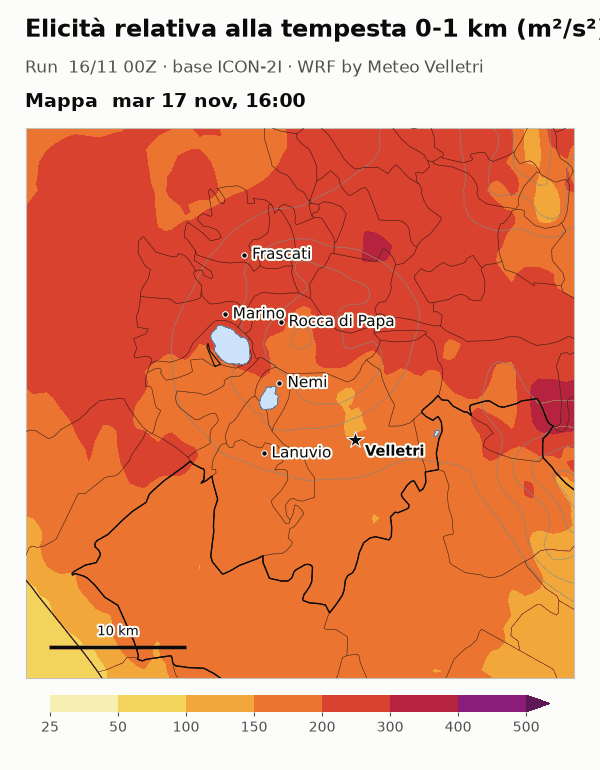 Elicità relativa alla tempesta 0-1 km (m²/s²)
Run 16/11 00Z · base ICON-2I · WRF by Meteo Velletri
Mappa mar 17 nov, 16:00
Frascati
Marino
Rocca di Papa
Nemi
Velletri
Lanuvio
10 km
25 50 100 150 200 300 400 500